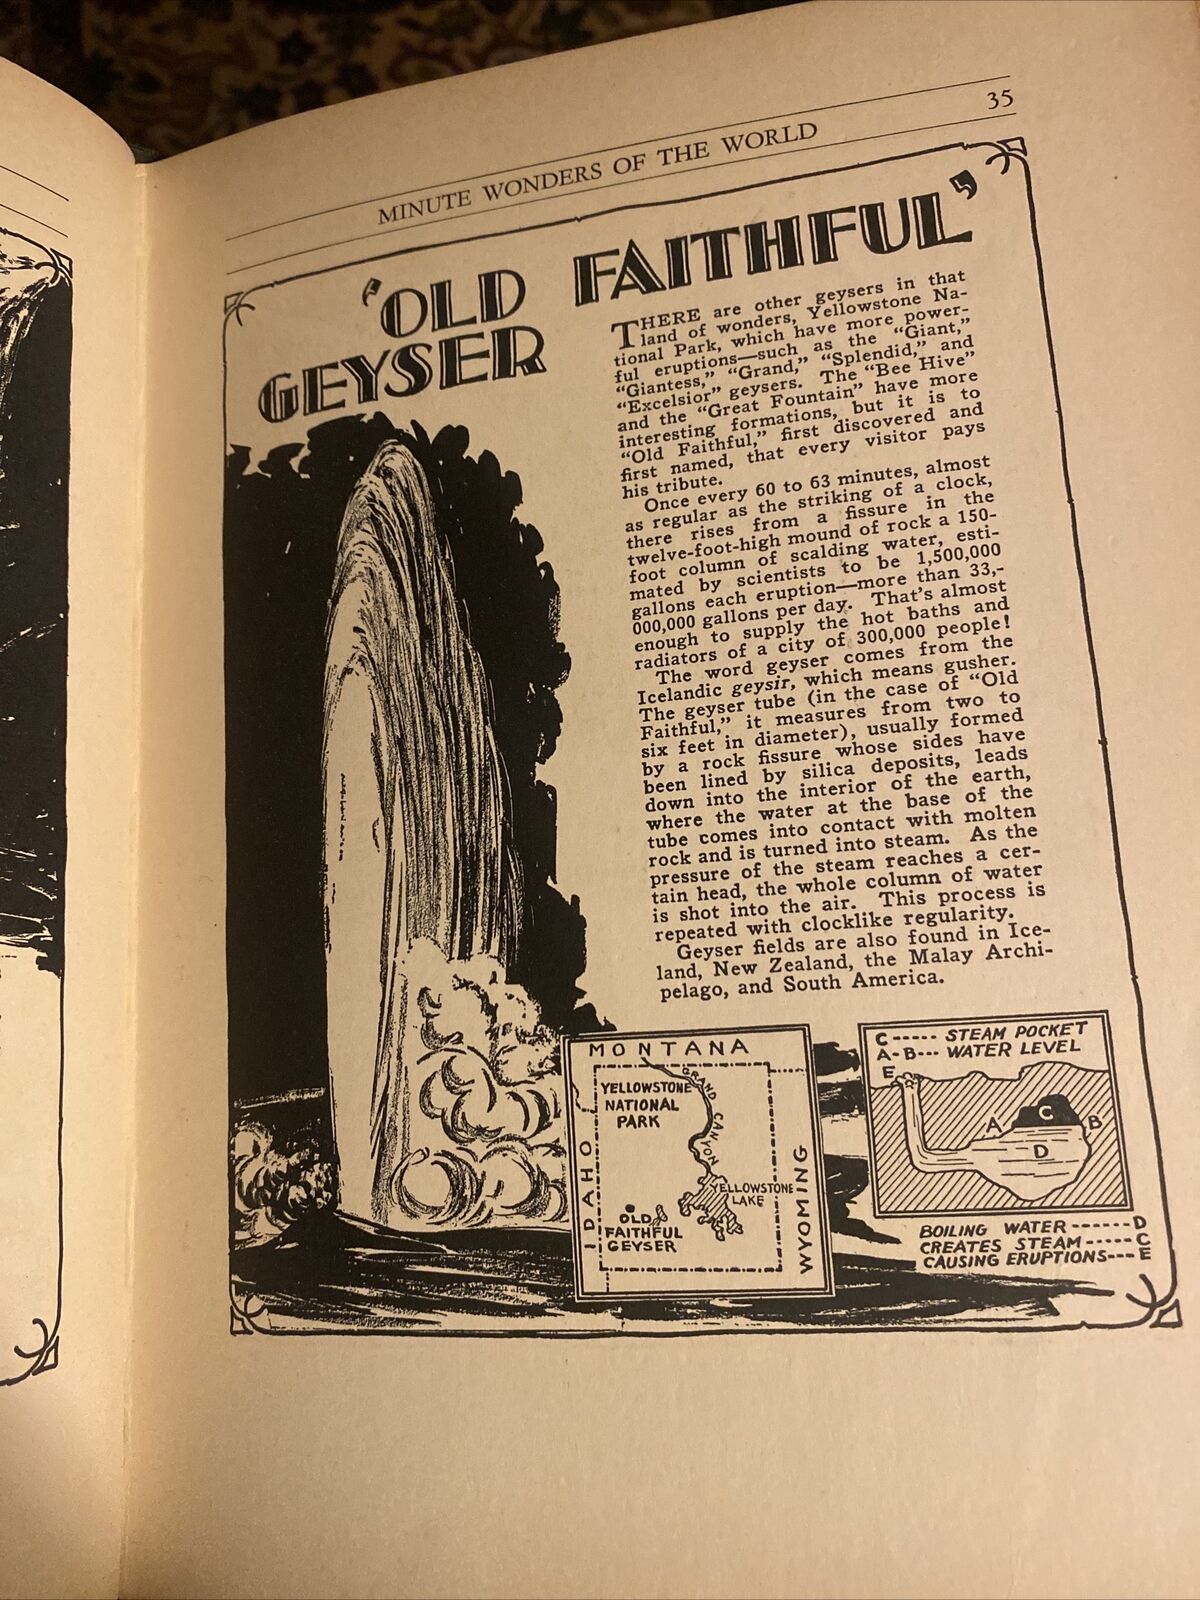 35
MINUTE WONDERS OF THE WORLD
'OLD FAITHFUL'
GEYSER
THERE are other geysers in that
land of wonders, Yellowstone Na-
tional Park, which have more power-
ful eruptions—such as the "Giant,"
"Giantess," "Grand," "Splendid," and
"Excelsior" geysers. The "Bee Hive"
and the "Great Fountain" have more
interesting formations, but it is to
"Old Faithful," first discovered and
first named, that every visitor pays
his tribute.
Once every 60 to 63 minutes, almost
as regular as the striking of a clock,
there rises from a fissure in the
twelve-foot-high mound of rock a 150-
foot column of scalding water, esti-
mated by scientists to be 1,500,000
gallons each eruption—more than 33,-
000,000 gallons per day. That's almost
enough to supply the hot baths and
radiators of a city of 300,000 people!
The word geyser comes from the
Icelandic geysir, which means gusher.
The geyser tube (in the case of "Old
Faithful," it measures from two to
six feet in diameter), usually formed
by a rock fissure whose sides have
been lined by silica deposits, leads
down into the interior of the earth,
where the water at the base of the
tube comes into contact with molten
rock and is turned into steam. As the
pressure of the steam reaches a cer-
tain head, the whole column of water
is shot into the air. This process is
repeated with clocklike regularity.
Geyser fields are also found in Ice-
land, New Zealand, the Malay Archi-
pelago, and South America.
MONTANA
YELLOWSTONE
NATIONAL
PARK
GRAND CANYON
IDAHO
WYOMING
YELLOWSTONE
LAKE
OLD
FAITHFUL
GEYSER
C----- STEAM POCKET
A-B--- WATER LEVEL
E
A
C
B
D
BOILING WATER ------D
CREATES STEAM -----C
CAUSING ERUPTIONS---E